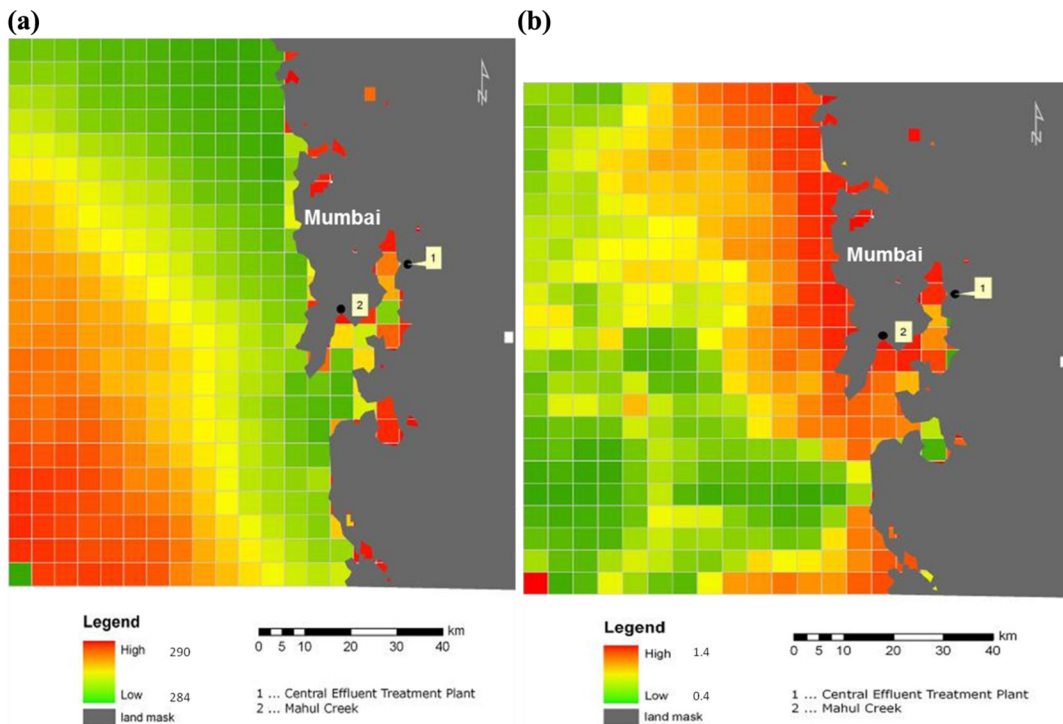 (a)
(b)
N
Mumbai
1
2
N
Mumbai
1
2
Legend
High 290
Low 284
land mask
km
0 5 10 20 30 40
1 ... Central Effluent Treatment Plant
2 ... Mahul Creek
Legend
High 1.4
Low 0.4
land mask
km
0 5 10 20 30 40
1 ... Central Effluent Treatment Plant
2 ... Mahul Creek